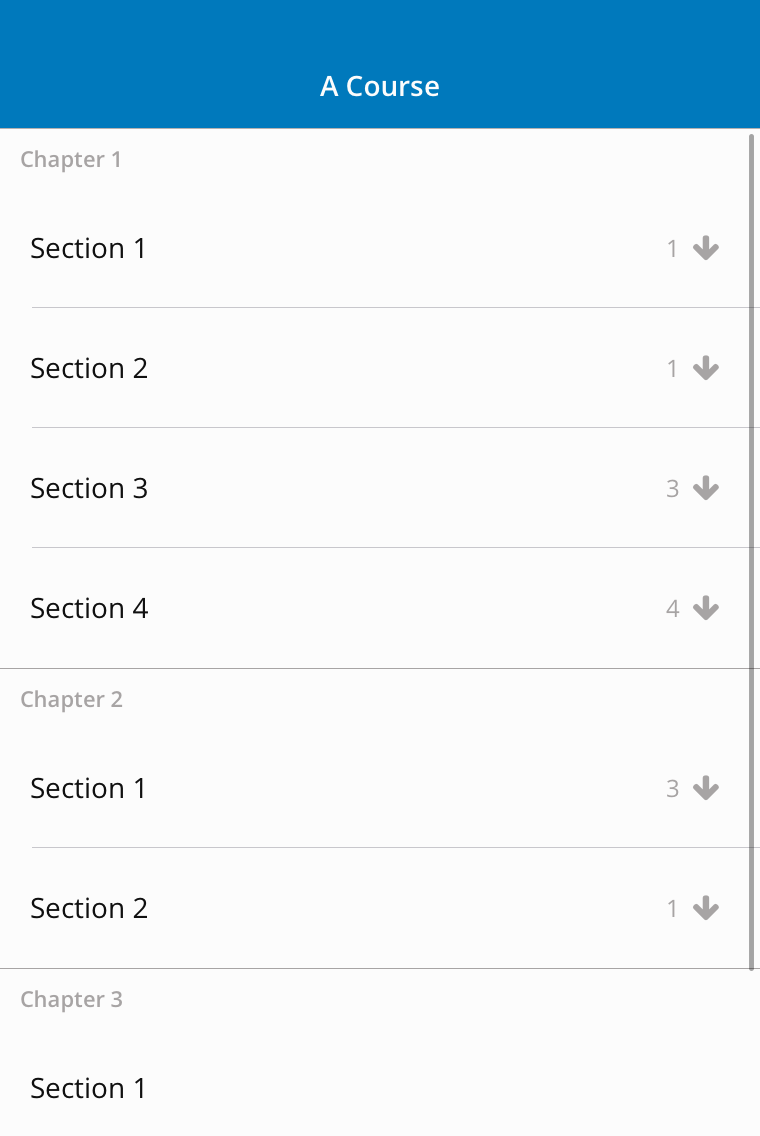 A Course
Chapter 1
Section 1 1
Section 2 1
Section 3 3
Section 4 4
Chapter 2
Section 1 3
Section 2 1
Chapter 3
Section 1